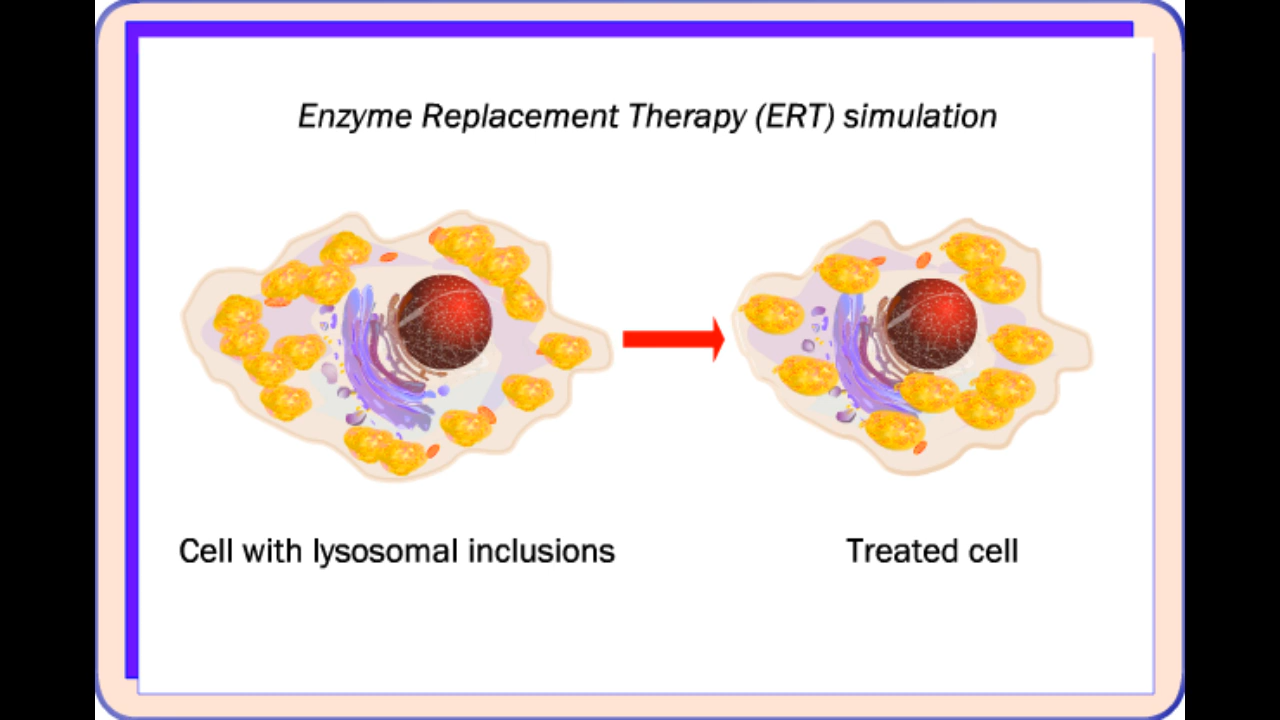 Enzyme Replacement Therapy (ERT) simulation
Cell with lysosomal inclusions
Treated cell